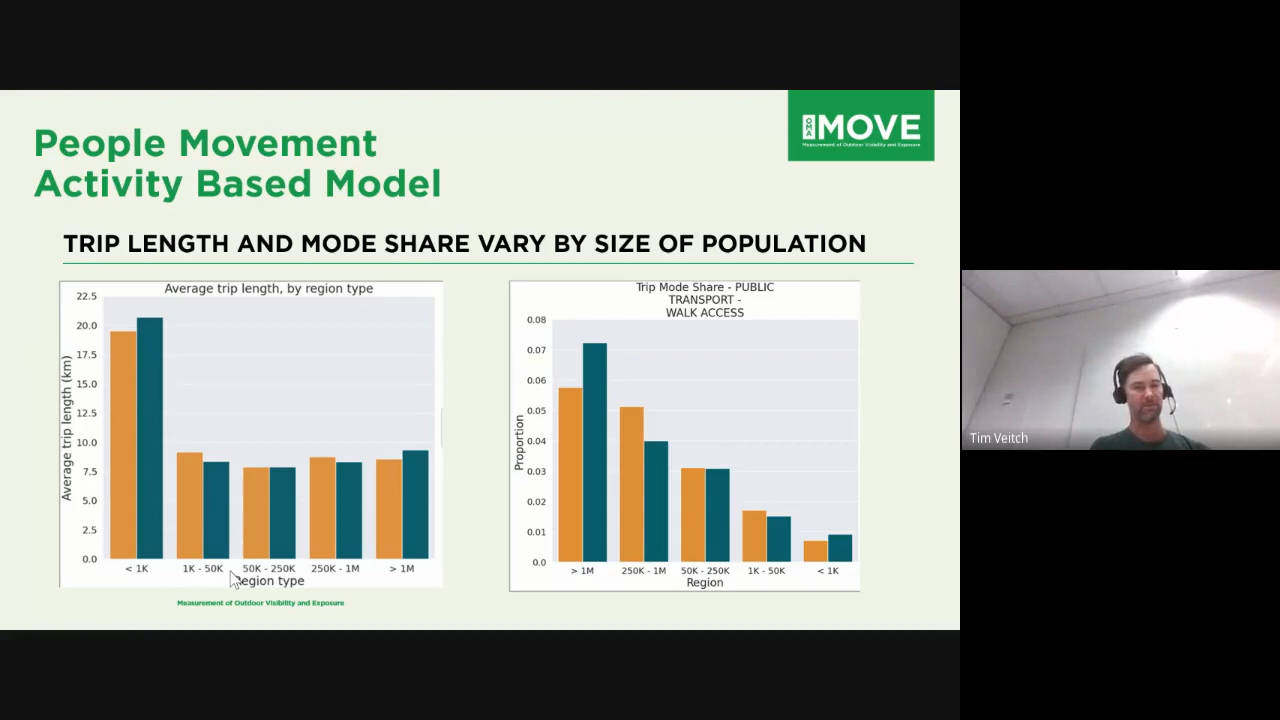 People Movement
Activity Based Model
OMA
MOVE
Measurement of Outdoor Visibility and Exposure
TRIP LENGTH AND MODE SHARE VARY BY SIZE OF POPULATION
Average trip length, by region type
22.5
20.0
17.5
15.0
12.5
10.0
7.5
5.0
2.5
0.0
Average trip length (km)
< 1K
1K - 50K
50K - 250K
250K - 1M
> 1M
Region type
Trip Mode Share - PUBLIC
TRANSPORT -
WALK ACCESS
0.08
0.07
0.06
0.05
0.04
0.03
0.02
0.01
0.0
Proportion
> 1M
250K - 1M
50K - 250K
1K - 50K
< 1K
Region
Measurement of Outdoor Visibility and Exposure
Tim Veitch